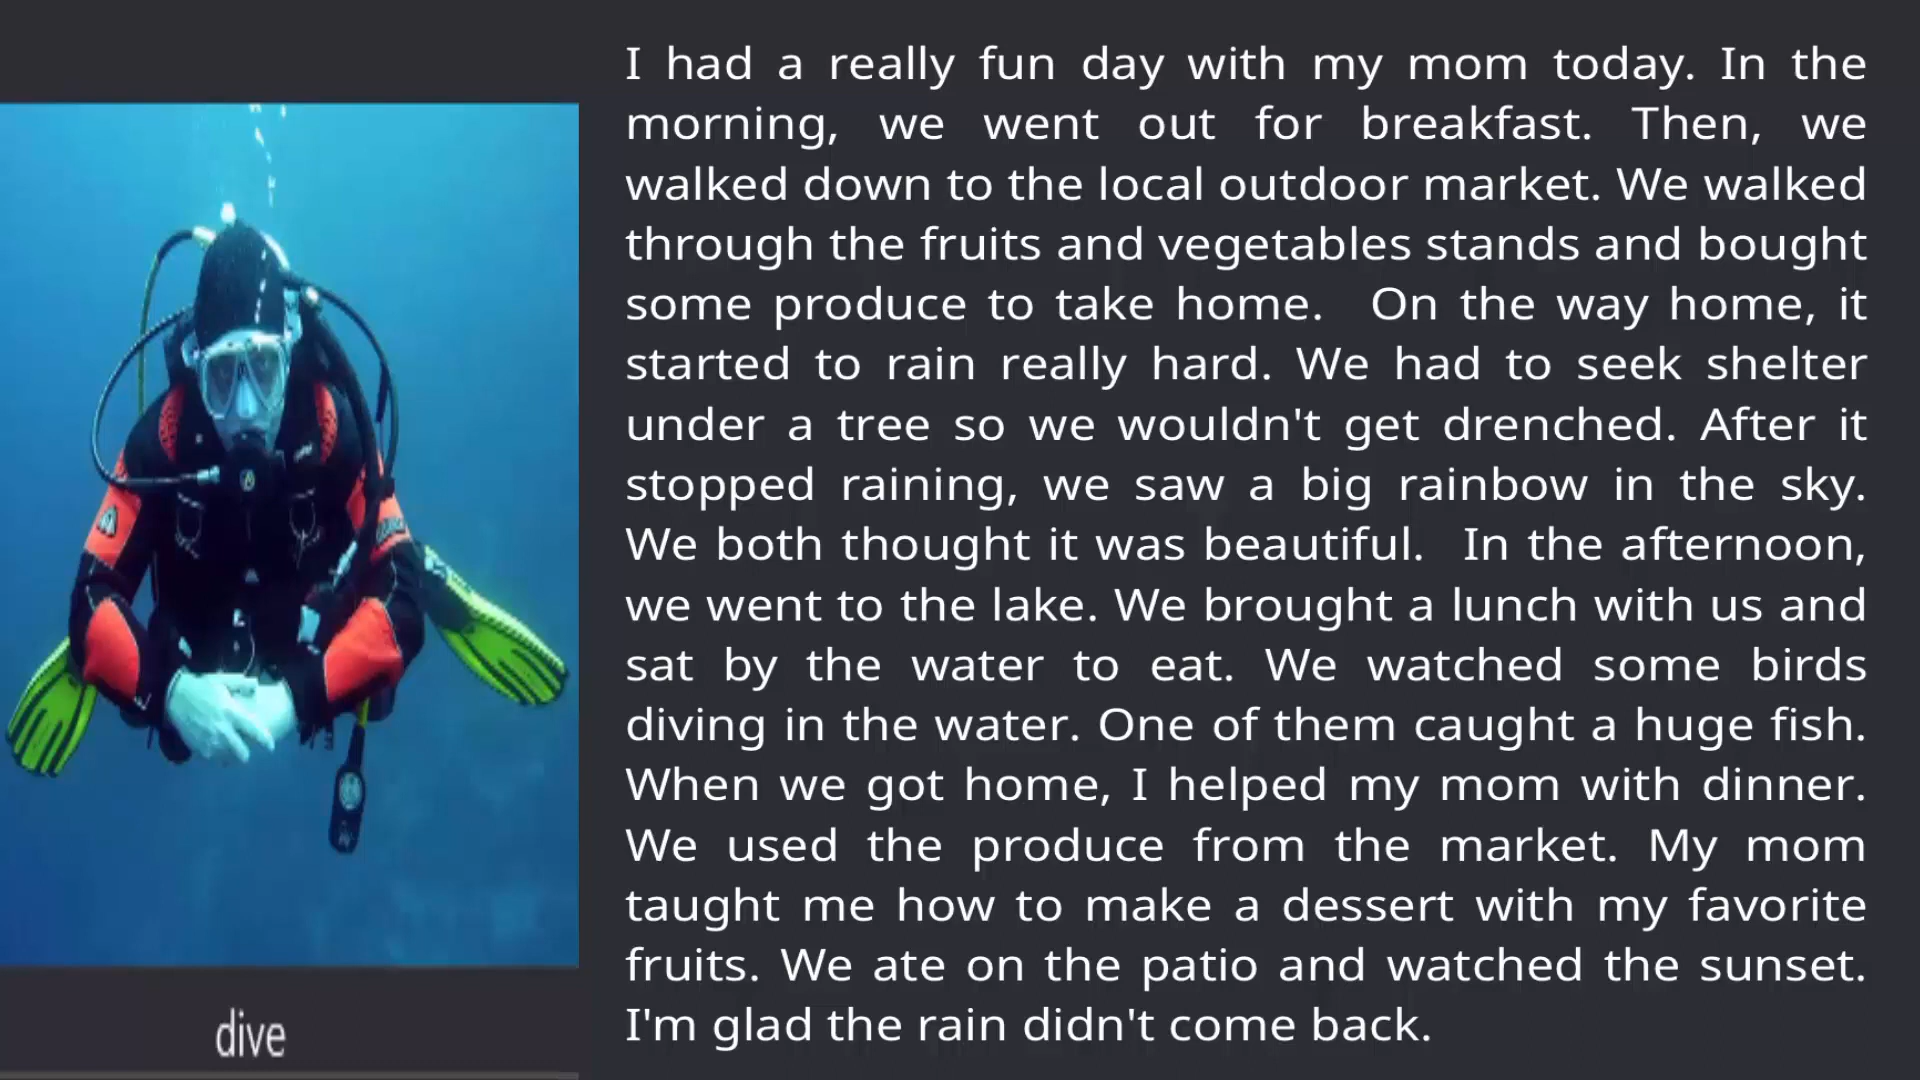 I had a really fun day with my mom today. In the
morning, we went out for breakfast. Then, we
walked down to the local outdoor market. We walked
through the fruits and vegetables stands and bought
some produce to take home. On the way home, it
started to rain really hard. We had to seek shelter
under a tree so we wouldn't get drenched. After it
stopped raining, we saw a big rainbow in the sky.
We both thought it was beautiful. In the afternoon,
we went to the lake. We brought a lunch with us and
sat by the water to eat. We watched some birds
diving in the water. One of them caught a huge fish.
When we got home, I helped my mom with dinner.
We used the produce from the market. My mom
taught me how to make a dessert with my favorite
fruits. We ate on the patio and watched the sunset.
I'm glad the rain didn't come back.
dive